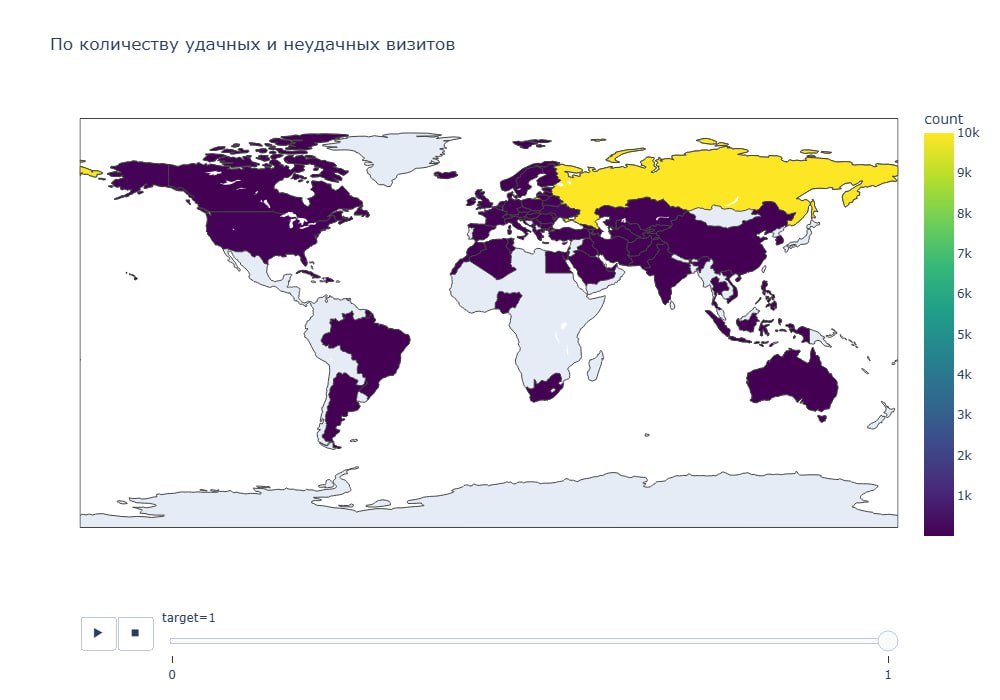 По количеству удачных и неудачных визитов
count
10k
9k
8k
7k
6k
5k
4k
3k
2k
1k
target=1
0
1